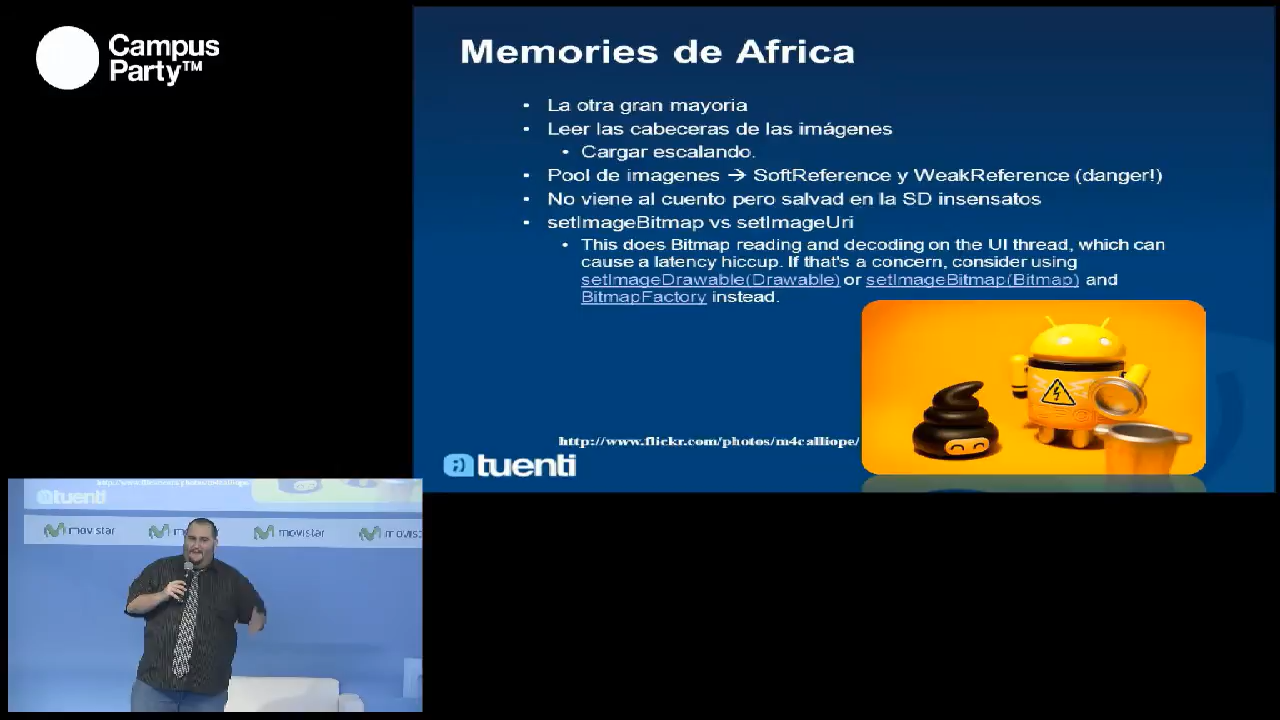 Campus
Party™
Memories de Africa
• La otra gran mayoria
• Leer las cabeceras de las imágenes
• Cargar escalando.
• Pool de imagenes → SoftReference y WeakReference (danger!)
• No viene al cuento pero salvad en la SD insensatos
• setImageBitmap vs setImageUri
• This does Bitmap reading and decoding on the UI thread, which can
cause a latency hiccup. If that's a concern, consider using
setImageDrawable(Drawable) or setImageBitmap(Bitmap) and
BitmapFactory instead.
http://www.flickr.com/photos/m4calliope/
tuenti
tuenti
movistar
movistar